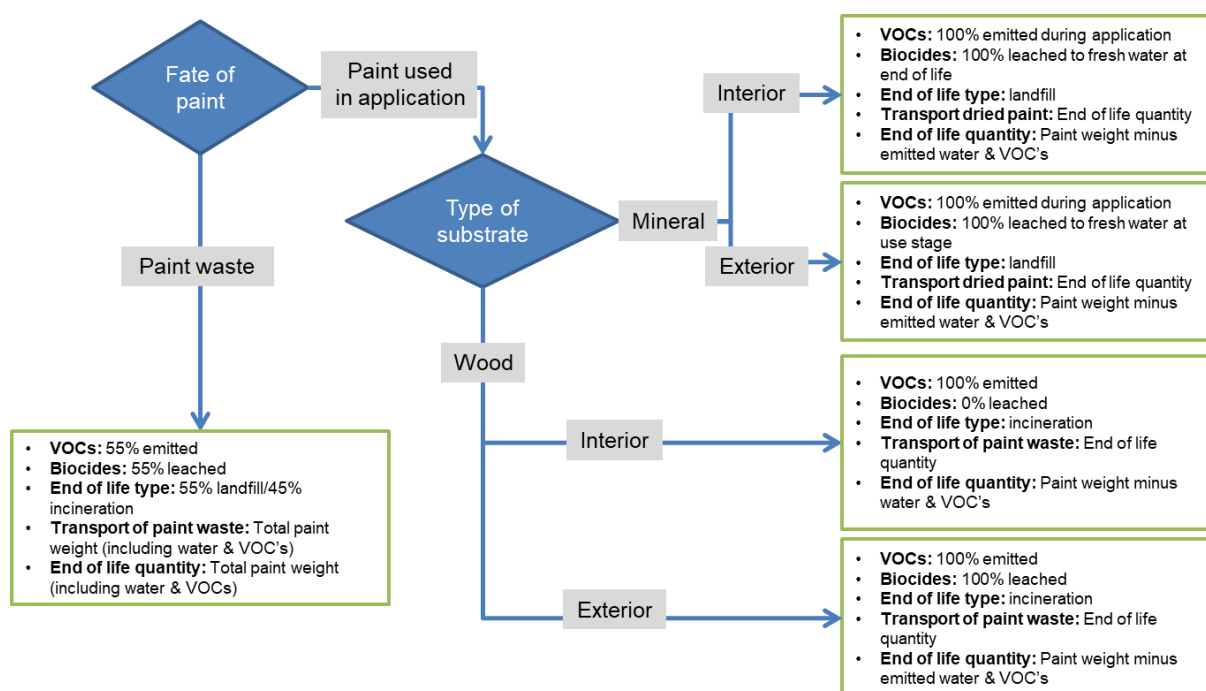 Fate of
paint
Paint used
in application
Type of
substrate
Paint waste
• VOCs: 55% emitted
• Biocides: 55% leached
• End of life type: 55% landfill/45%
incineration
• Transport of paint waste: Total paint
weight (including water & VOC's)
• End of life quantity: Total paint weight
(including water & VOCs)
Mineral
Interior
• VOCs: 100% emitted during application
• Biocides: 100% leached to fresh water at
end of life
• End of life type: landfill
• Transport dried paint: End of life quantity
• End of life quantity: Paint weight minus
emitted water & VOC's
Exterior
• VOCs: 100% emitted during application
• Biocides: 100% leached to fresh water at
use stage
• End of life type: landfill
• Transport dried paint: End of life quantity
• End of life quantity: Paint weight minus
emitted water & VOC's
Wood
Interior
• VOCs: 100% emitted
• Biocides: 0% leached
• End of life type: incineration
• Transport of paint waste: End of life
quantity
• End of life quantity: Paint weight minus
water & VOC's
Exterior
• VOCs: 100% emitted
• Biocides: 100% leached
• End of life type: incineration
• Transport of paint waste: End of life
quantity
• End of life quantity: Paint weight minus
emitted water & VOC's